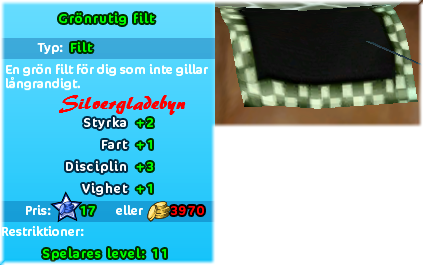 Grönrutig filt
Typ: Filt
En grön filt för dig som inte gillar
långrandigt.
Silvergladebyn
Styrka +2
Fart +1
Disciplin +3
Vighet +1
Pris: 17 eller 3970
Restriktioner:
Spelares level: 11